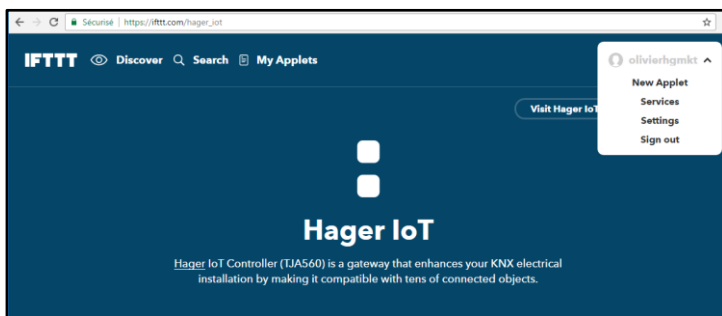 Sécurisé | https://ifttt.com/hager_iot
IFTTT Discover Search My Applets olivierhgmkt
New Applet
Services
Settings
Sign out
Visit Hager IoT
Hager IoT
Hager IoT Controller (TJA560) is a gateway that enhances your KNX electrical
installation by making it compatible with tens of connected objects.